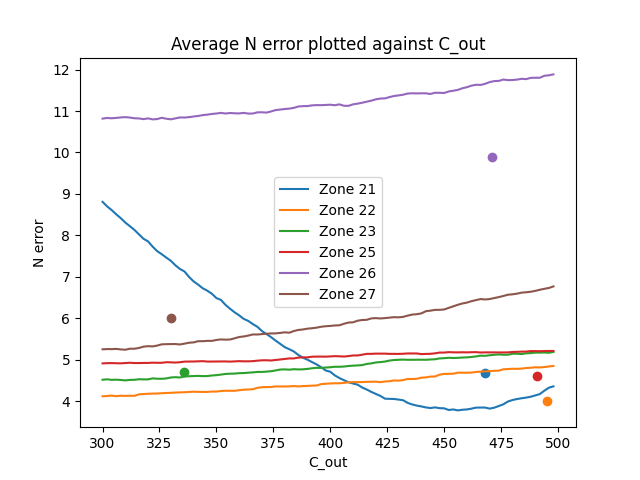 Average N error plotted against C_out
12
11
10
9
8
7
6
5
4
N error
Zone 21
Zone 22
Zone 23
Zone 25
Zone 26
Zone 27
300 325 350 375 400 425 450 475 500
C_out